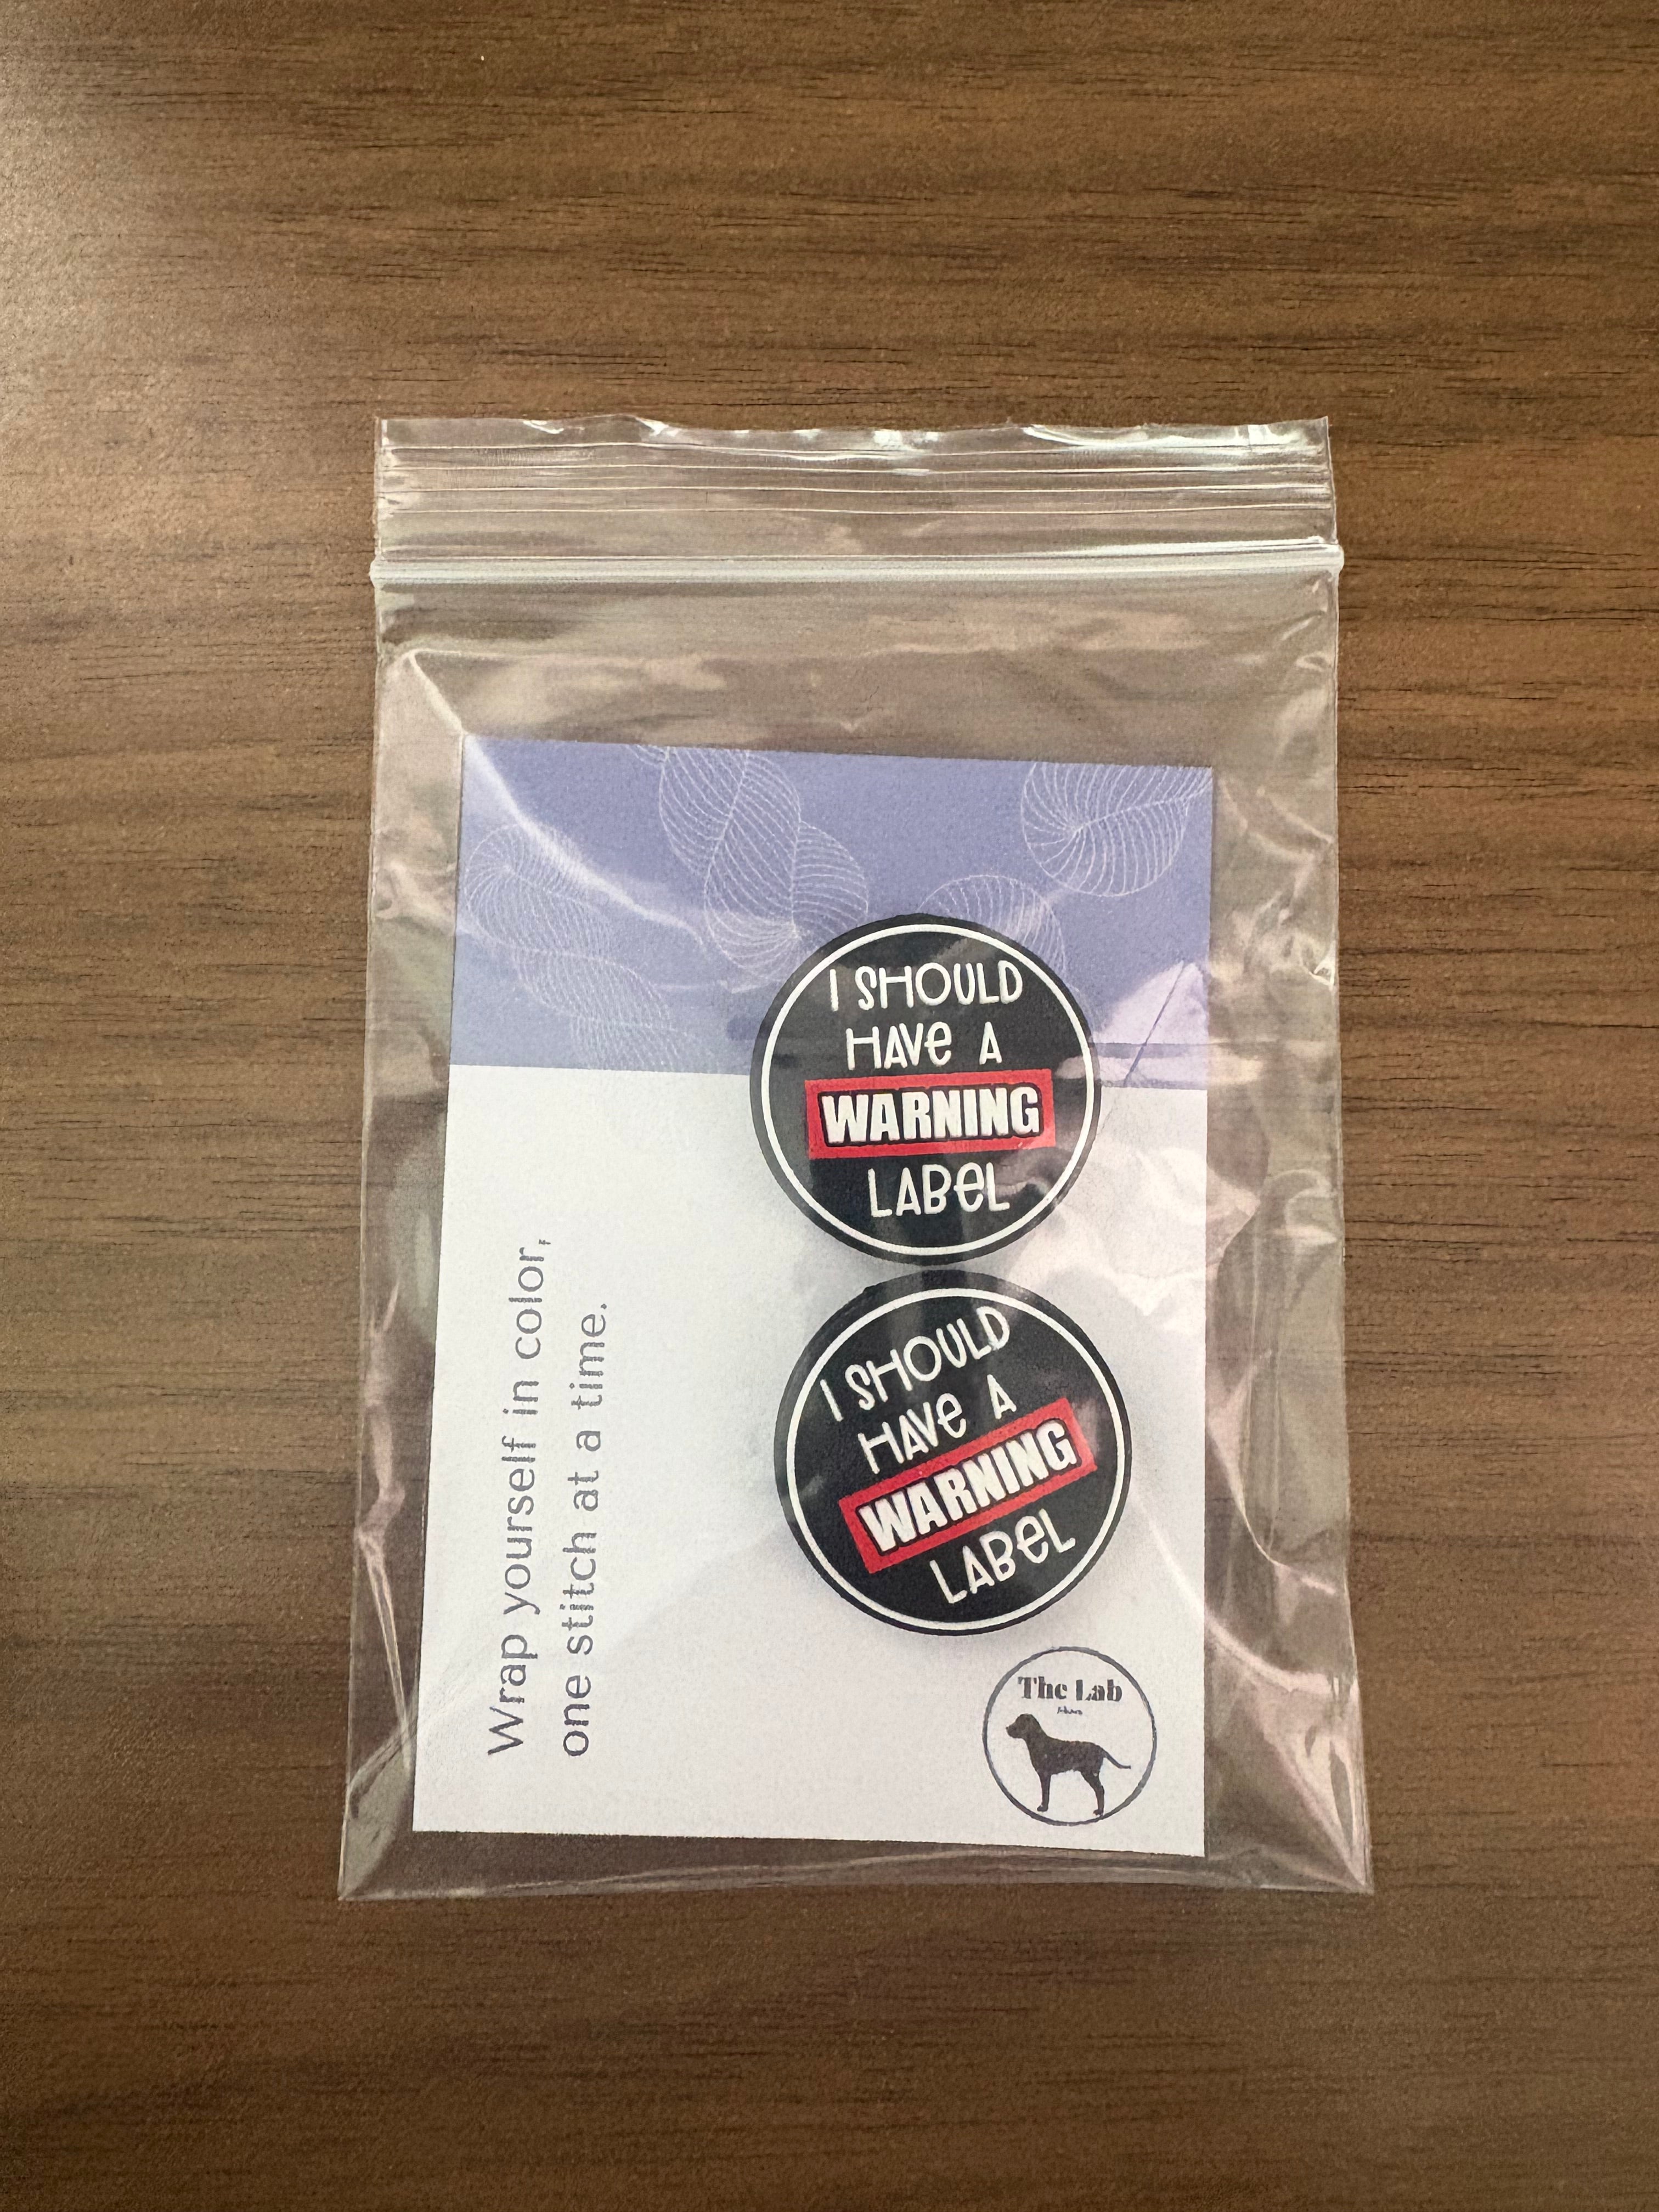 I SHOULD
HAVE A
WARNING
LABEL
I SHOULD
HAVE A
WARNING
LABEL
Wrap yourself in color,
one stitch at a time.
The Lab